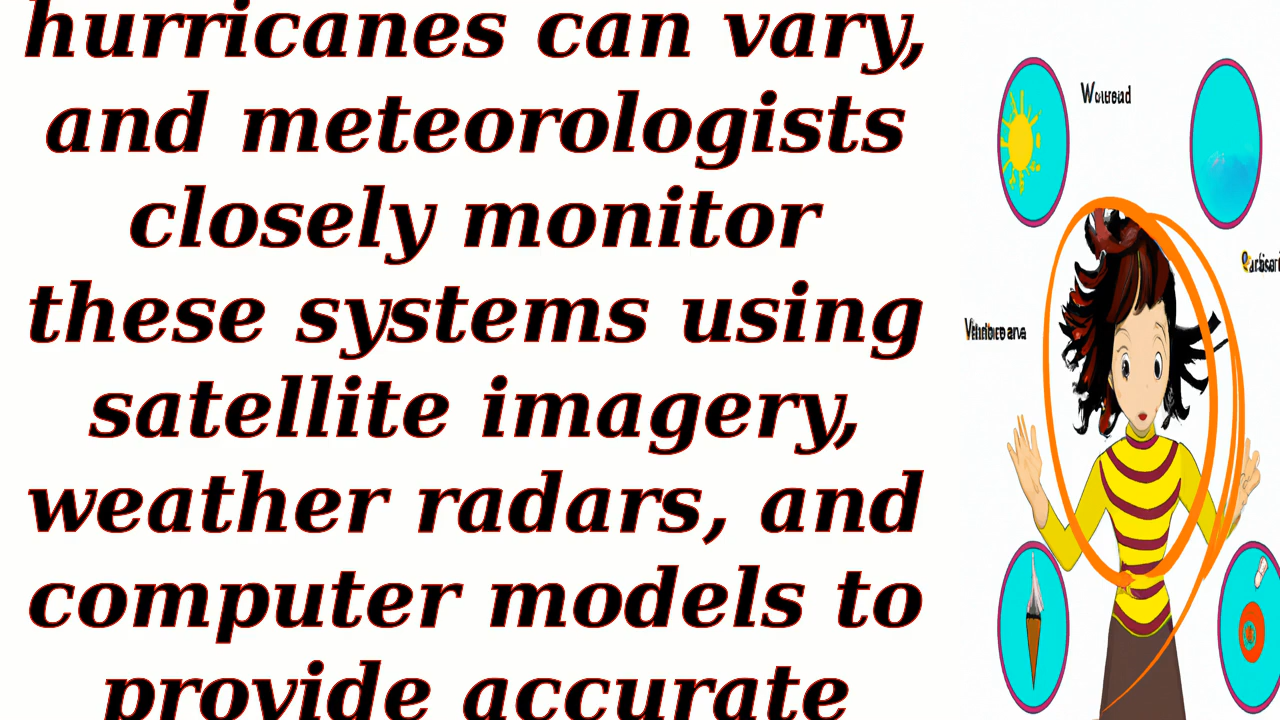 hurricanes can vary,
and meteorologists
closely monitor
these systems using
satellite imagery,
weather radars, and
computer models to
provide accurate